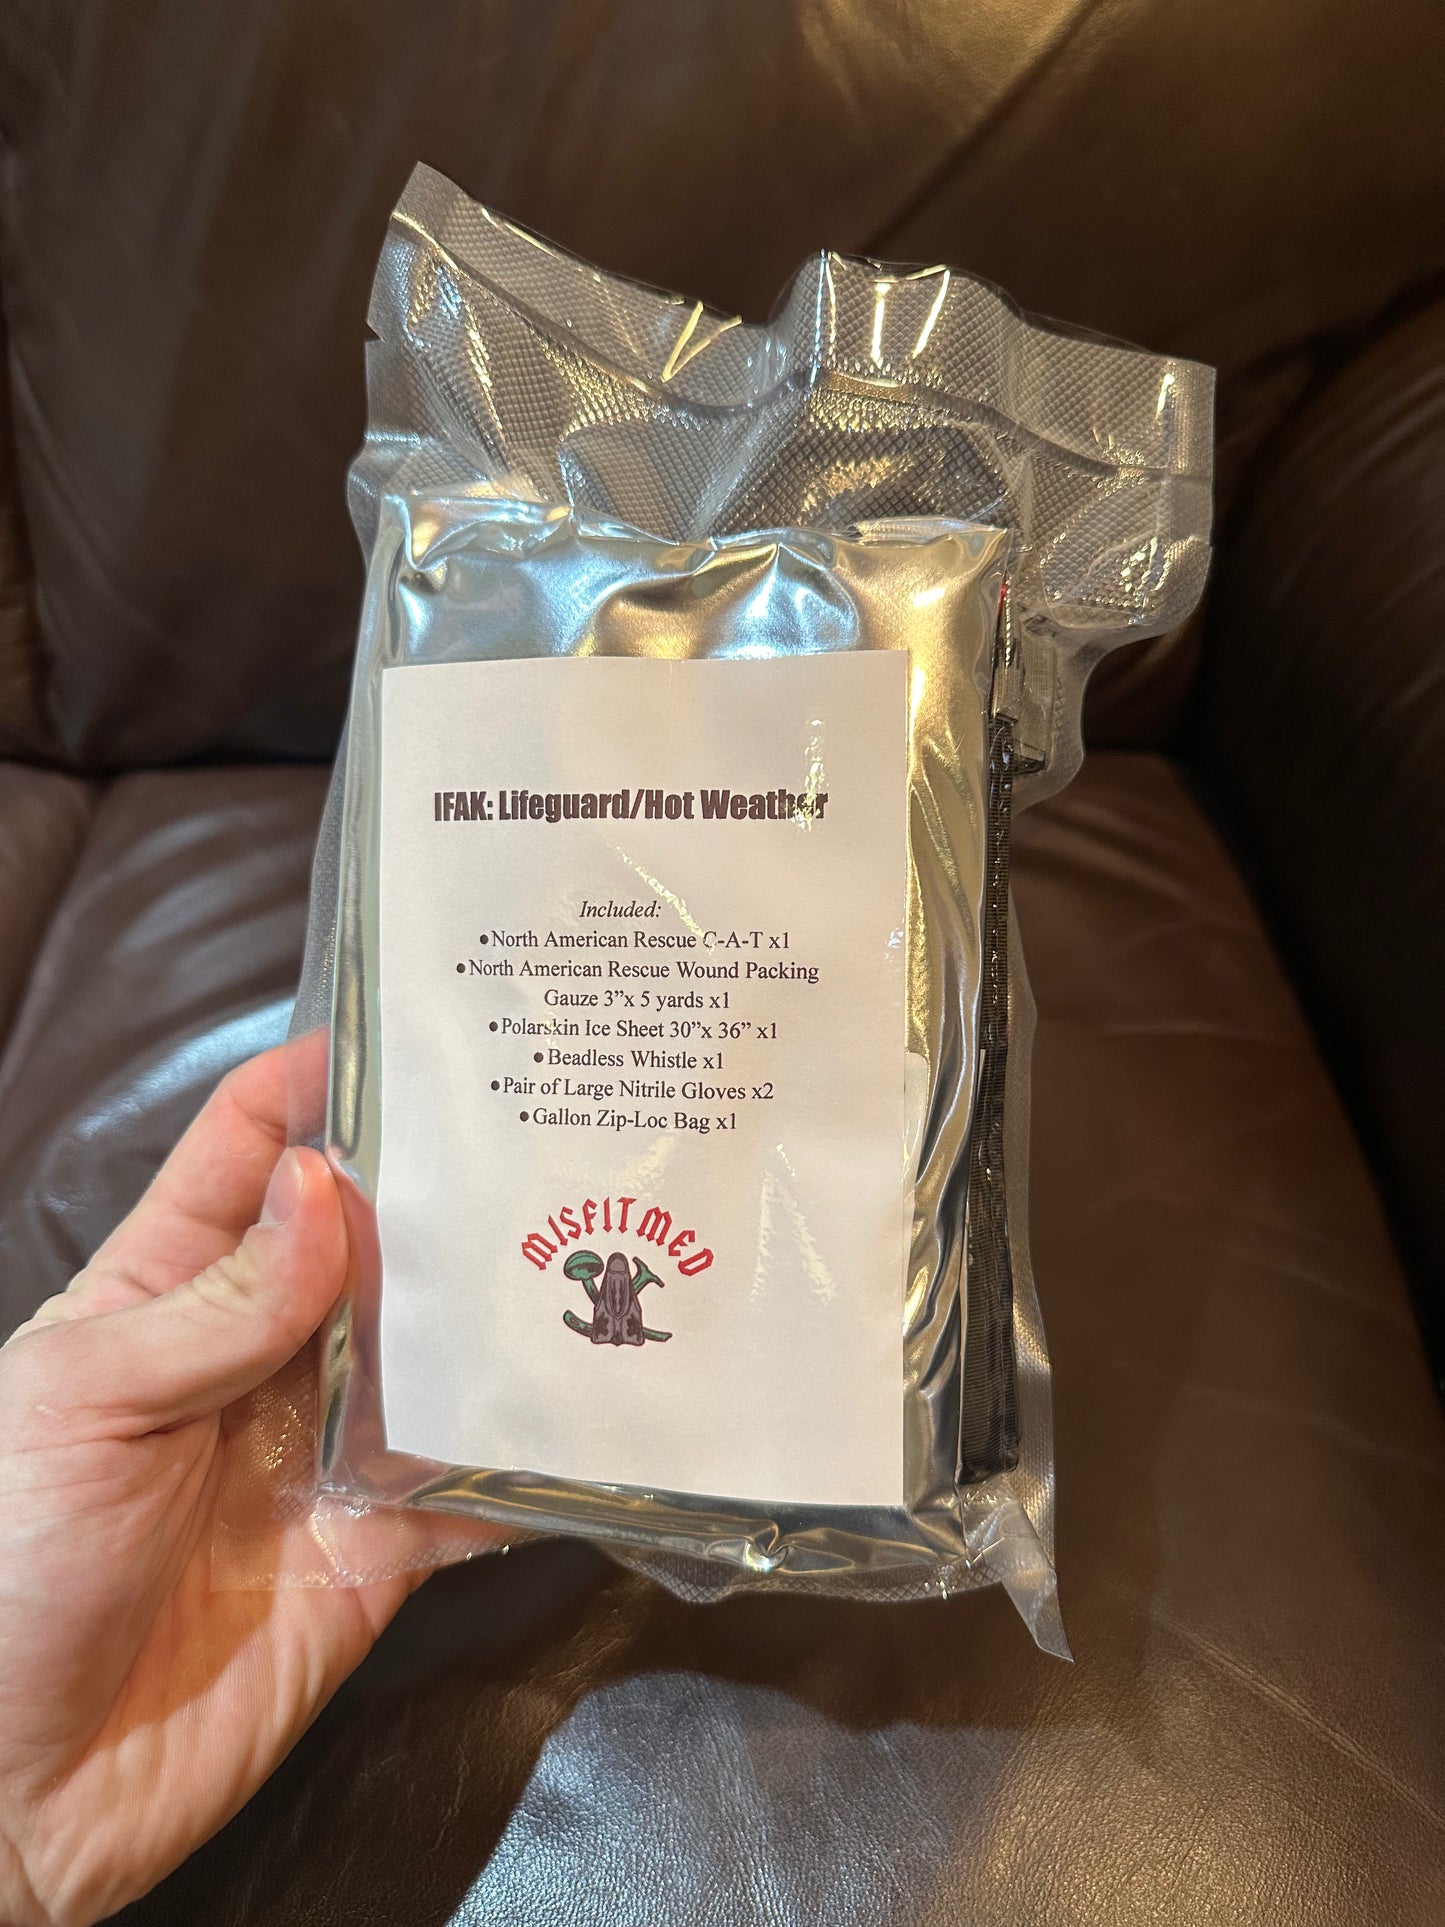 IFAK: Lifeguard/Hot Weather
Included:
•North American Rescue C-A-T x1
•North American Rescue Wound Packing
Gauze 3”x 5 yards x1
•Polarskin Ice Sheet 30”x 36” x1
•Beadless Whistle x1
•Pair of Large Nitrile Gloves x2
•Gallon Zip-Loc Bag x1
MISFIT MED